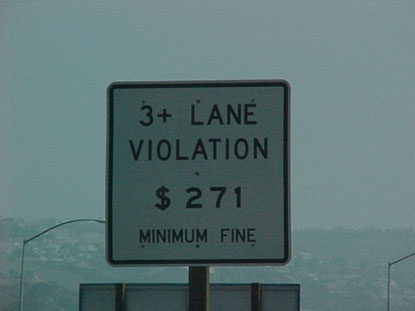 3+ LANE
VIOLATION
$ 271
MINIMUM FINE